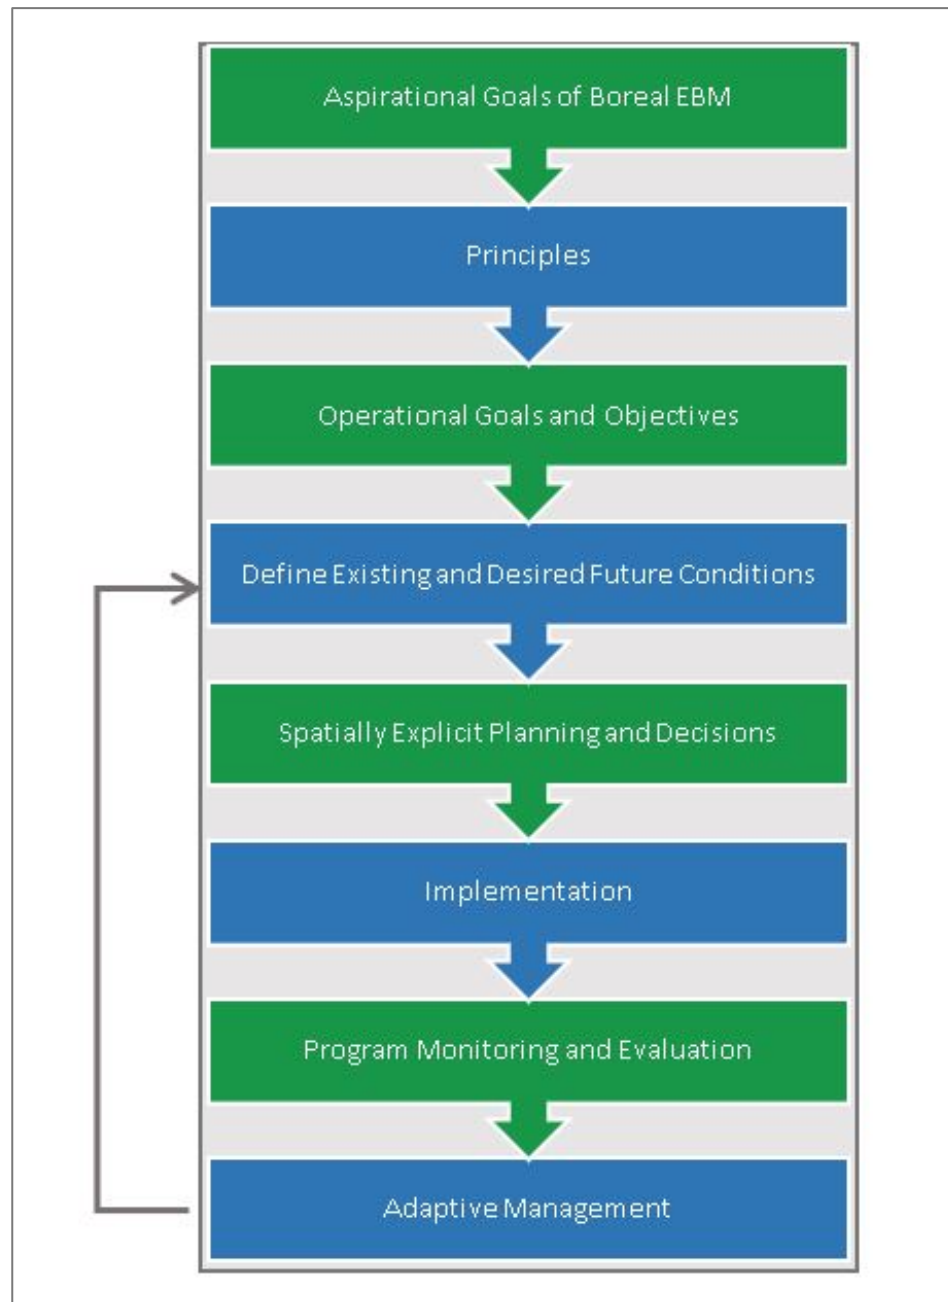 Aspirational Goals of Boreal EBM
Principles
Operational Goals and Objectives
Define Existing and Desired Future Conditions
Spatially Explicit Planning and Decisions
Implementation
Program Monitoring and Evaluation
Adaptive Management